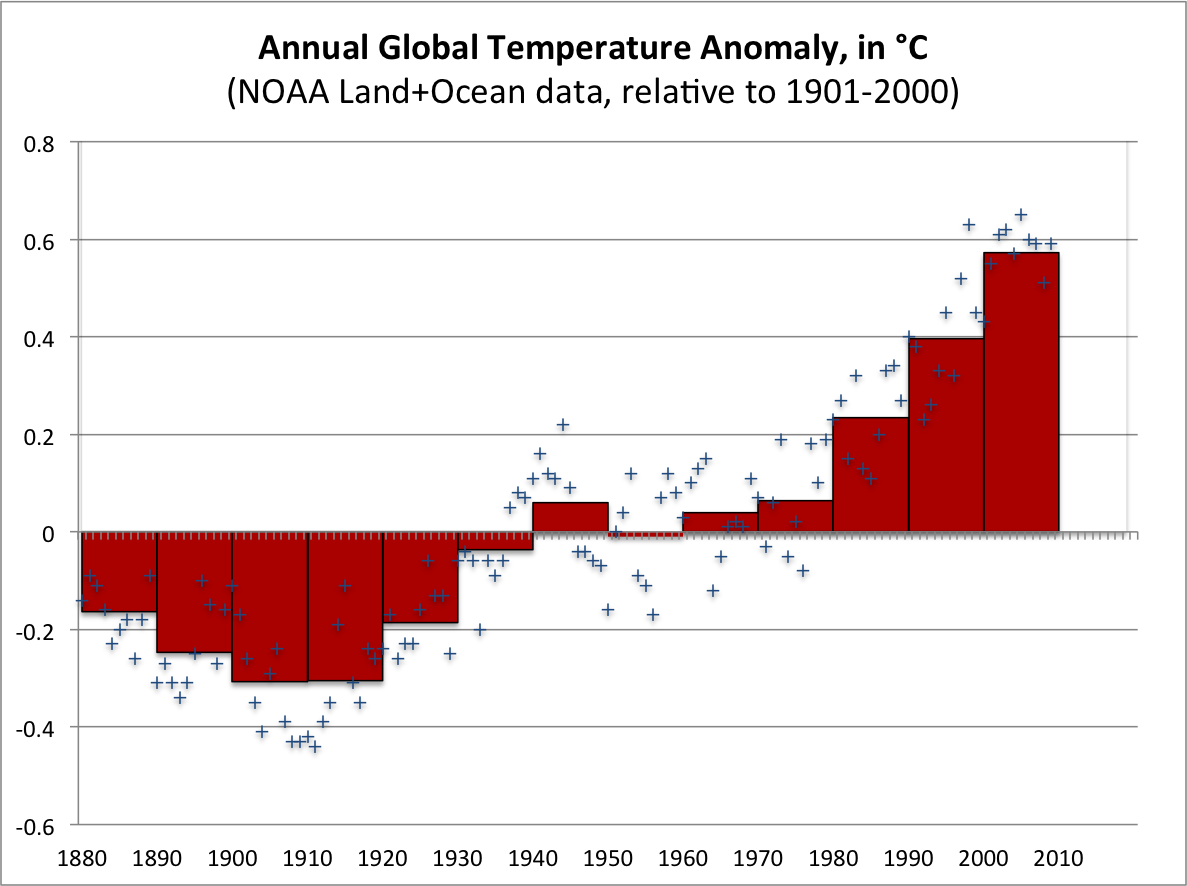 Annual Global Temperature Anomaly, in °C
(NOAA Land+Ocean data, relative to 1901-2000)
0.8
0.6
0.4
0.2
0
-0.2
-0.4
-0.6
1880 1890 1900 1910 1920 1930 1940 1950 1960 1970 1980 1990 2000 2010